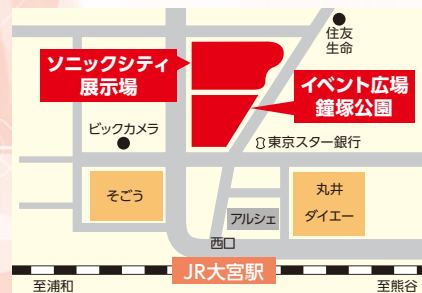 住友
生命
ソニックシティ
展示場
イベント広場
鐘塚公園
ビックカメラ
東京スター銀行
そごう
丸井
ダイエー
アルシェ
西口
JR大宮駅
至浦和
至熊谷